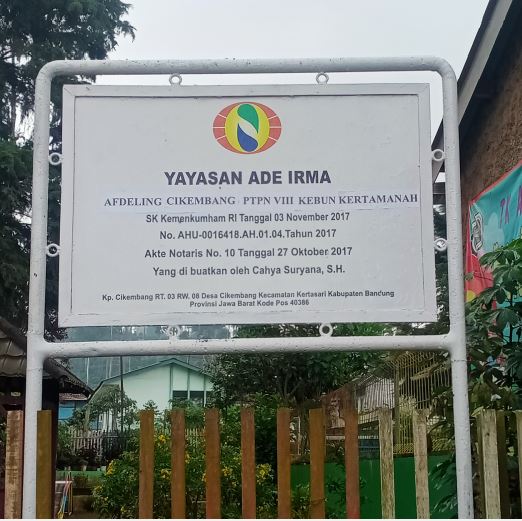 YAYASAN ADE IRMA
AFDELING CIKEMBANG PTPN VIII KEBUN KERTAMANAH
SK Kemenkumham RI Tanggal 03 November 2017
No. AHU-0016418.AH.01.04.Tahun 2017
Akte Notaris No. 10 Tanggal 27 Oktober 2017
Yang di buatkan oleh Cahya Suryana, S.H.
Kp. Cikembang RT. 03 RW. 08 Desa Cikembang Kecamatan Kertasari Kabupaten Bandung
Provinsi Jawa Barat Kode Pos 40386